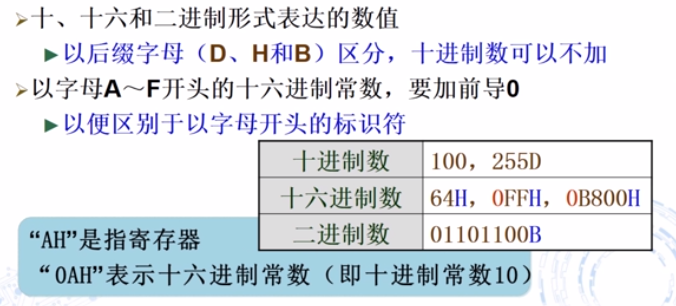 ➢十、十六和二进制形式表达的数值
▶以后缀字母（D、H和B）区分，十进制数可以不加
➢以字母A～F开头的十六进制常数，要加前导0
▶以便区别于以字母开头的标识符
十进制数 100，255D
十六进制数 64H，0FFH，0B800H
二进制数 01101100B
“AH”是指寄存器
“0AH”表示十六进制常数（即十进制常数10）